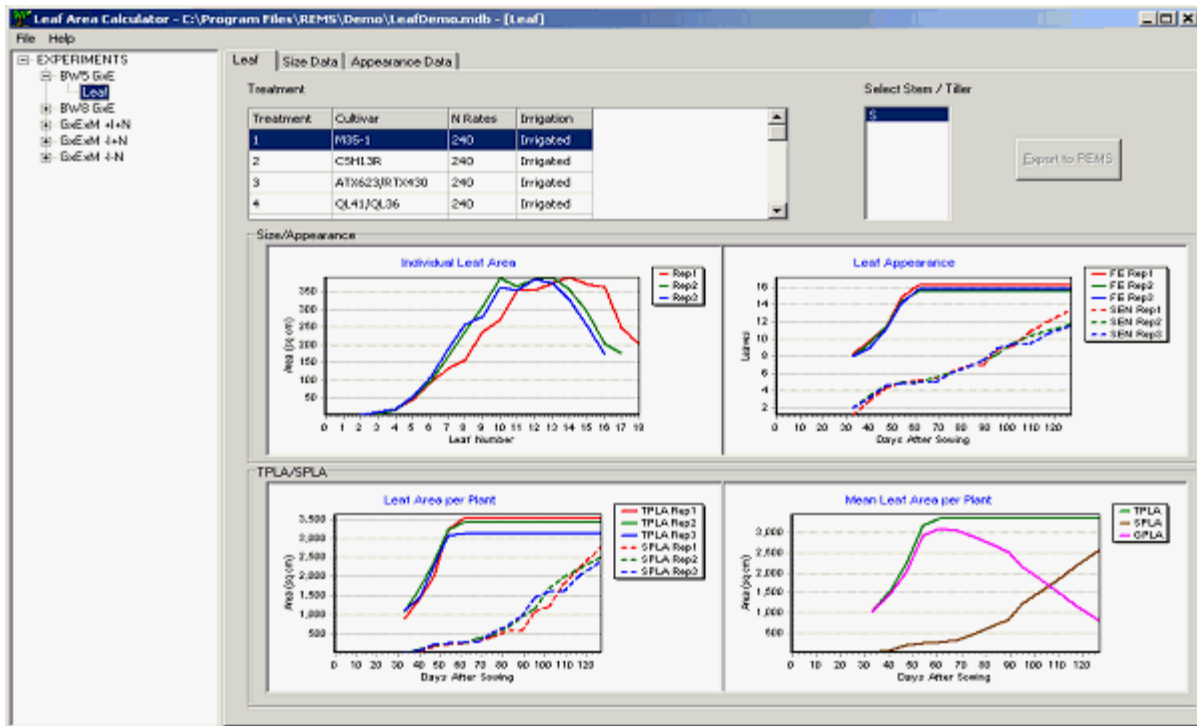 Leaf Area Calculator - C:\Program Files\REMS\Demo\LeafDemo.mdb - [Leaf]
File Help
EXPERIMENTS
BW5 GxE
Leaf
BW8 GxE
GxExM +I+N
GxExM -I+N
GxExM -I-N
Leaf Size Data Appearance Data
Treatment
Select Stem / Tiller
Treatment Cultivar N Rates Irrigation
1 M35-1 240 Irrigated
2 CSH13R 240 Irrigated
3 ATX623/RTX430 240 Irrigated
4 QL41/QL36 240 Irrigated
S
Export to REMS
Size/Appearance
Individual Leaf Area
Rep1
Rep2
Rep3
Area (sq cm)
350
300
250
200
150
100
50
0 1 2 3 4 5 6 7 8 9 10 11 12 13 14 15 16 17 18
Leaf Number
Leaf Appearance
FE Rep1
FE Rep2
FE Rep3
SEN Rep1
SEN Rep2
SEN Rep3
Leaves
16
14
12
10
8
6
4
2
0 10 20 30 40 50 60 70 80 90 100 110 120
Days After Sowing
TPLA/SPLA
Leaf Area per Plant
TPLA Rep1
TPLA Rep2
TPLA Rep3
SPLA Rep1
SPLA Rep2
SPLA Rep3
Area (sq cm)
3,500
3,000
2,500
2,000
1,500
1,000
500
0 10 20 30 40 50 60 70 80 90 100 110 120
Days After Sowing
Mean Leaf Area per Plant
TPLA
SPLA
GPLA
Area (sq cm)
3,000
2,500
2,000
1,500
1,000
500
0 10 20 30 40 50 60 70 80 90 100 110 120
Days After Sowing